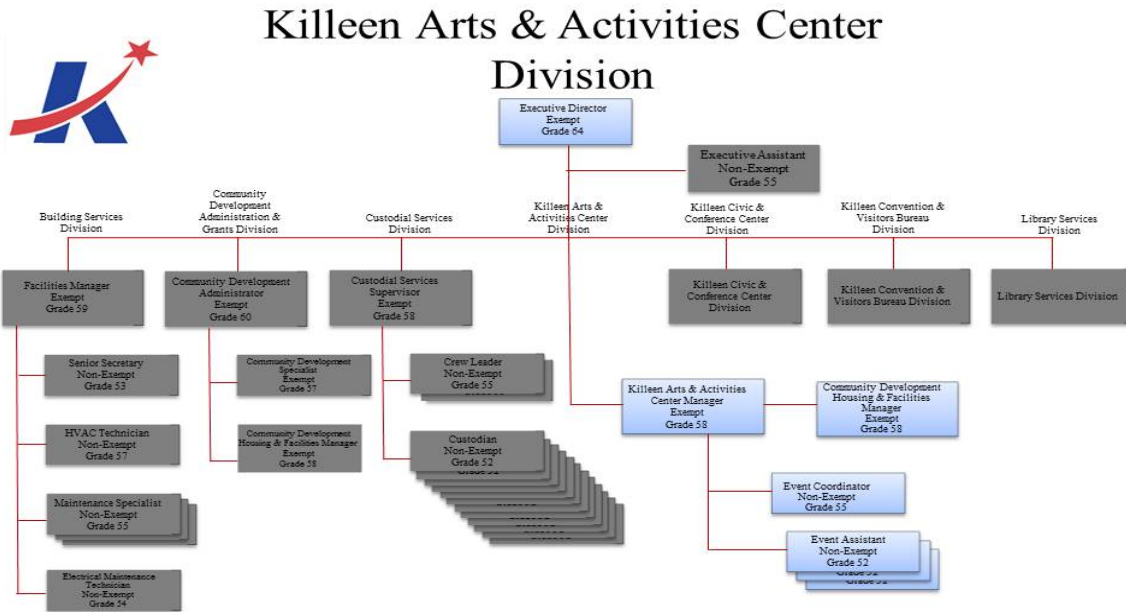 Killeen Arts & Activities Center
Division
Executive Director
Exempt
Grade 64
Executive Assistant
Non-Exempt
Grade 55
Building Services
Division
Community
Development
Administration &
Grants Division
Custodial Services
Division
Killeen Arts &
Activities Center
Division
Killeen Civic &
Conference Center
Division
Killeen Convention &
Visitors Bureau
Division
Library Services
Division
Facilities Manager
Exempt
Grade 59
Community Development
Administrator
Exempt
Grade 60
Custodial Services
Supervisor
Exempt
Grade 58
Killeen Civic &
Conference Center
Division
Killeen Convention &
Visitors Bureau Division
Library Services Division
Senior Secretary
Non-Exempt
Grade 53
Community Development
Specialist
Exempt
Grade 57
Crew Leader
Non-Exempt
Grade 55
Killeen Arts & Activities
Center Manager
Exempt
Grade 58
Community Development
Housing & Facilities
Manager
Exempt
Grade 58
HVAC Technician
Non-Exempt
Grade 57
Community Development
Housing & Facilities Manager
Exempt
Grade 58
Custodian
Non-Exempt
Grade 52
Event Coordinator
Non-Exempt
Grade 55
Maintenance Specialist
Non-Exempt
Grade 55
Event Assistant
Non-Exempt
Grade 52
Electrical Maintenance
Technician
Non-Exempt
Grade 54